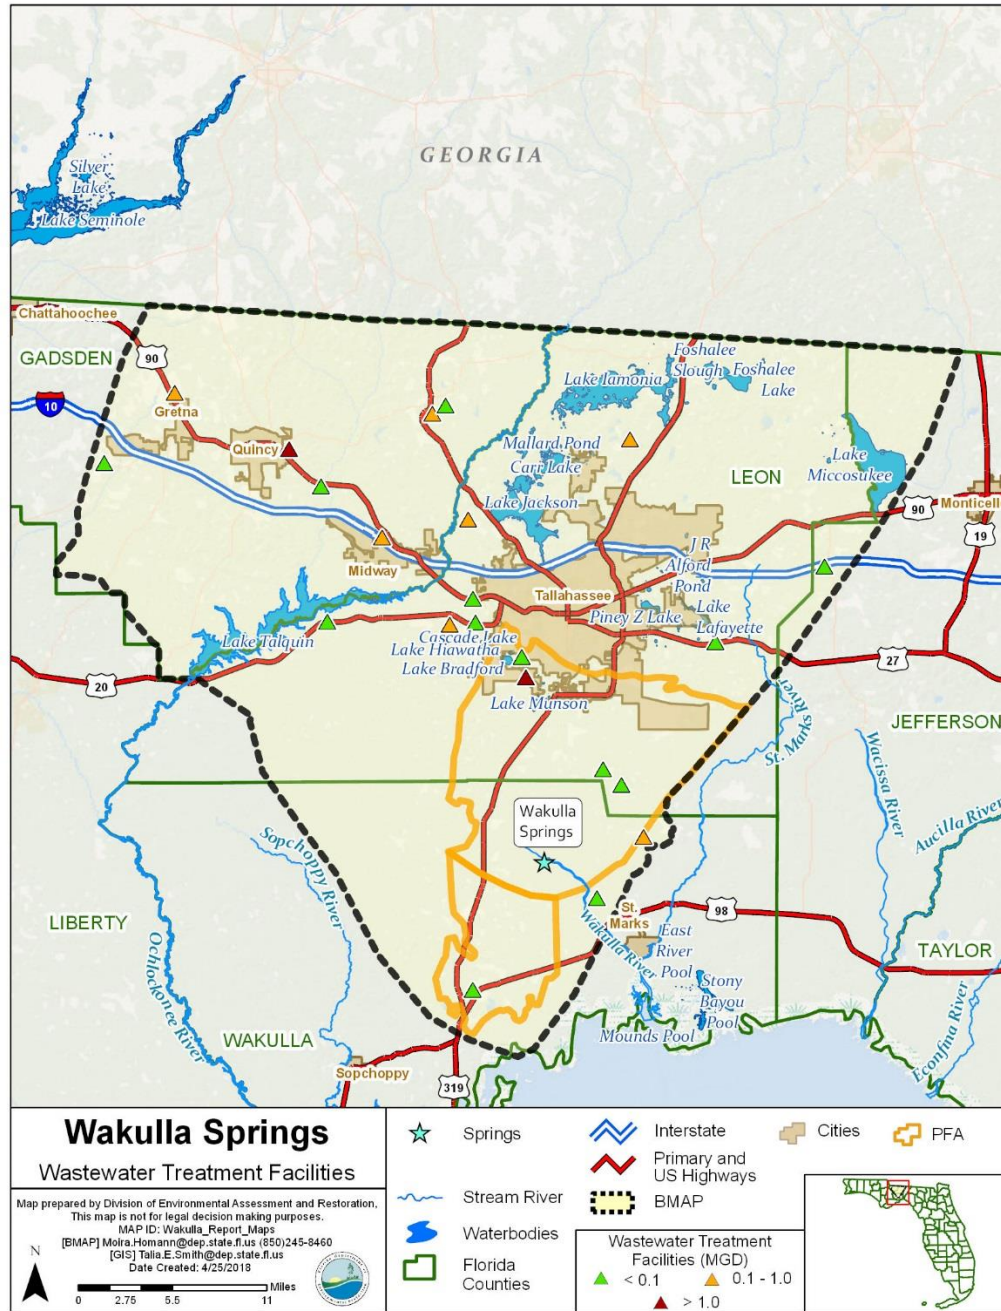 GEORGIA
Silver
Lake
Lake Seminole
Chattahoochee
GADSDEN
90
10
Gretna
Quincy
Midway
Foshalee
Slough
Foshalee
Lake
Lake Iamonia
Mallard Pond
Carr Lake
Lake Jackson
LEON
Lake
Miccosukee
90
Monticello
19
J R
Alford
Pond
Tallahassee
Piney Z Lake
Lake
Lafayette
Cascade Lake
Lake Hiawatha
Lake Bradford
Lake Munson
Lake Talquin
20
27
JEFFERSON
St. Marks River
Wacissa River
Aucilla River
Wakulla
Springs
Sopchoppy River
LIBERTY
Ochlockonee River
St.
Marks
98
Wakulla River
East
River
Pool
Stony
Bayou
Pool
Mounds Pool
TAYLOR
Econfina River
WAKULLA
Sopchoppy
319
Wakulla Springs
Wastewater Treatment Facilities
Map prepared by Division of Environmental Assessment and Restoration.
This map is not for legal decision making purposes.
MAP ID: Wakulla_Report_Maps
[BMAP] Moira.Homann@dep.state.fl.us (850)245-8460
[GIS] Talia.E.Smith@dep.state.fl.us
Date Created: 4/25/2018
N
Miles
0 2.75 5.5 11
Springs
Stream River
Waterbodies
Florida
Counties
Interstate
Primary and
US Highways
BMAP
Cities
PFA
Wastewater Treatment
Facilities (MGD)
< 0.1
0.1 - 1.0
> 1.0